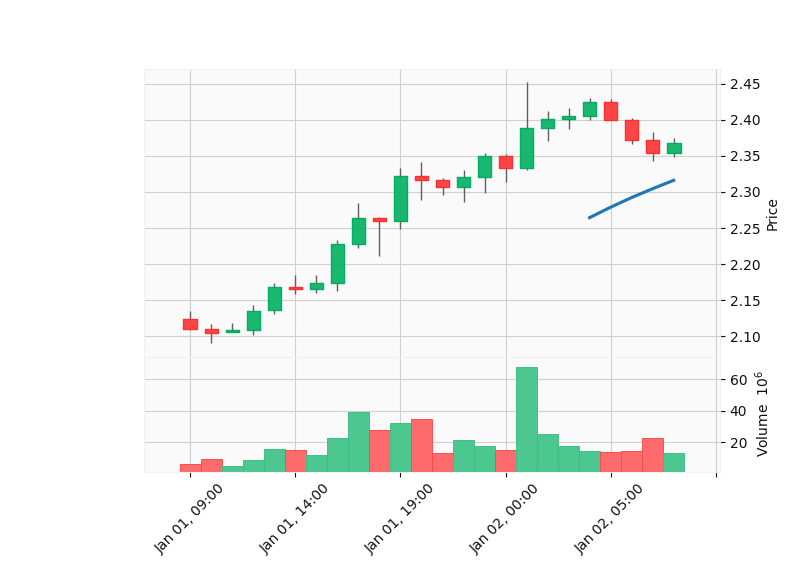 2.45
2.40
2.35
2.30
2.25
2.20
2.15
2.10
Price
60
40
20
Volume 10⁶
Jan 01, 09:00
Jan 01, 14:00
Jan 01, 19:00
Jan 02, 00:00
Jan 02, 05:00